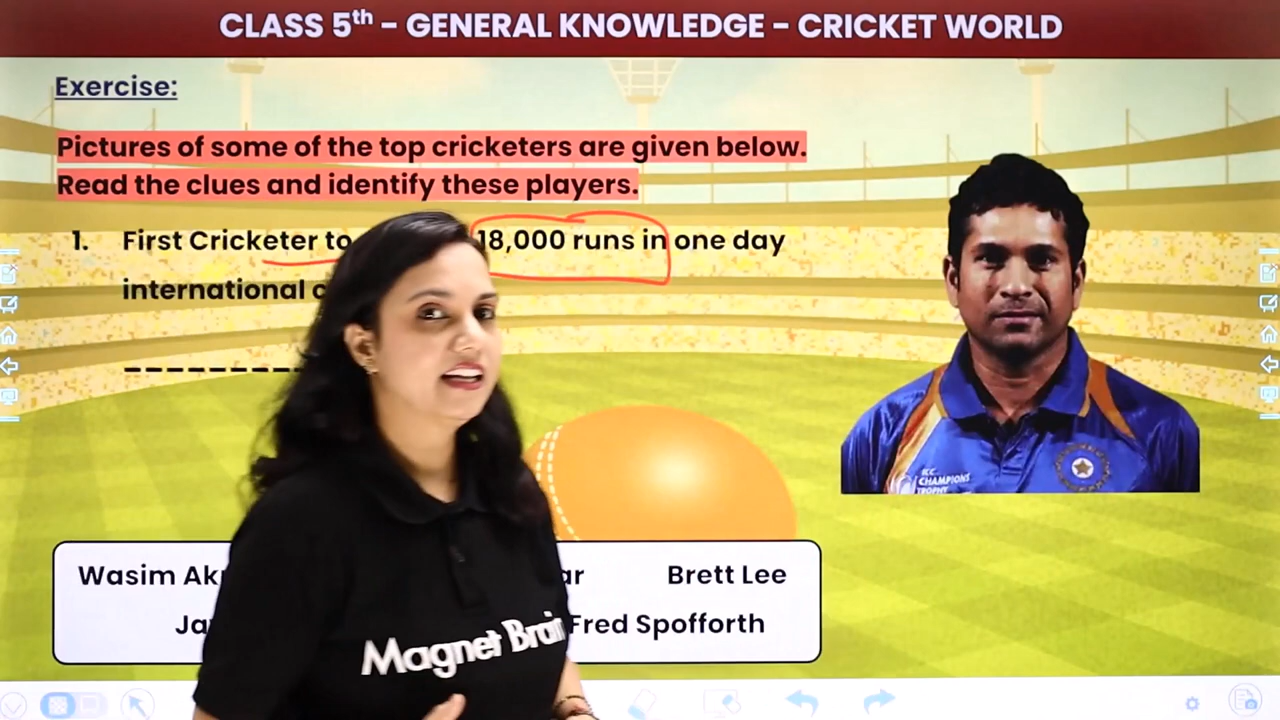 CLASS 5th – GENERAL KNOWLEDGE – CRICKET WORLD
Exercise:
Pictures of some of the top cricketers are given below.
Read the clues and identify these players.
1. First Cricketer to 18,000 runs in one day
international
Wasim Brett Lee
Fred Spofforth
Magnet Brain
ICC
CHAMPIONS
TROPHY